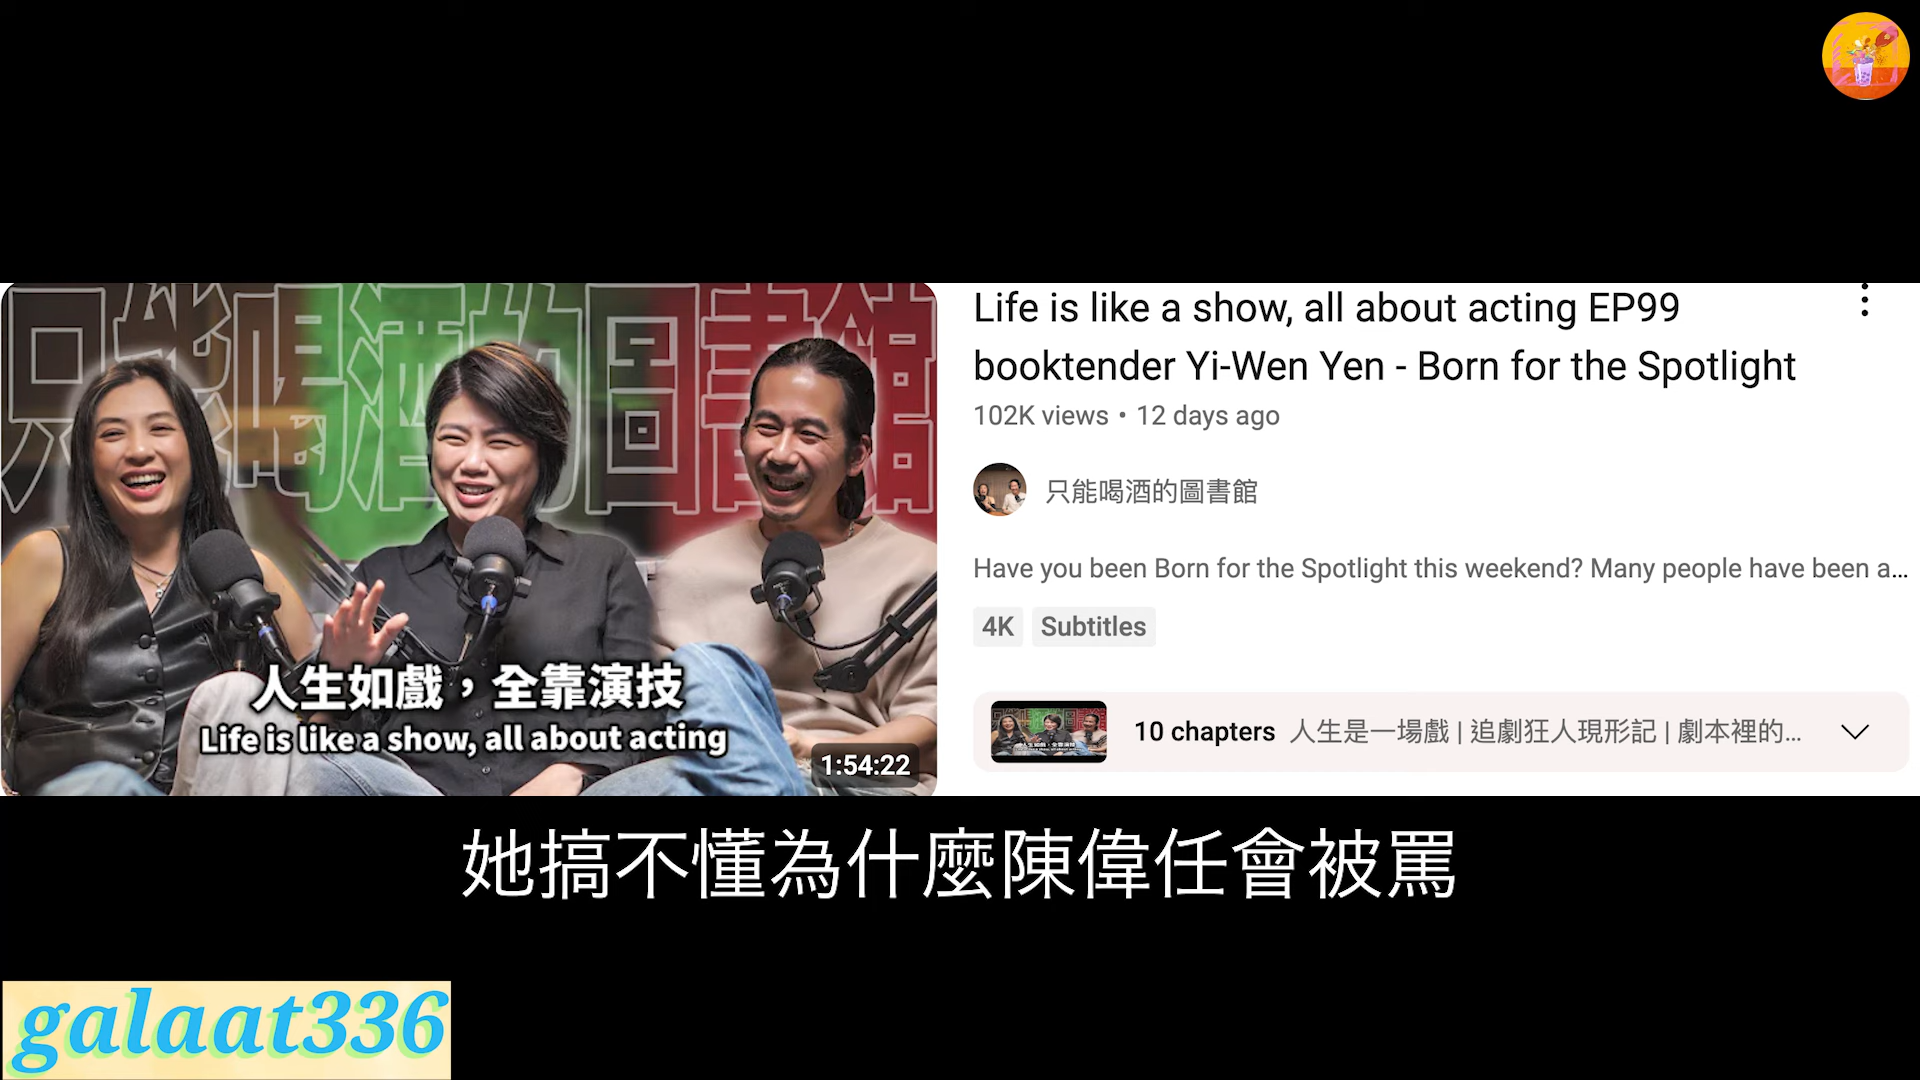 只能喝酒的圖書館
人生如戲，全靠演技
Life is like a show, all about acting
1:54:22
Life is like a show, all about acting EP99
booktender Yi-Wen Yen - Born for the Spotlight
102K views • 12 days ago
只能喝酒的圖書館
Have you been Born for the Spotlight this weekend? Many people have been a...
4K Subtitles
10 chapters 人生是一場戲 | 追劇狂人現形記 | 劇本裡的...
她搞不懂為什麼陳偉任會被罵
galaat336